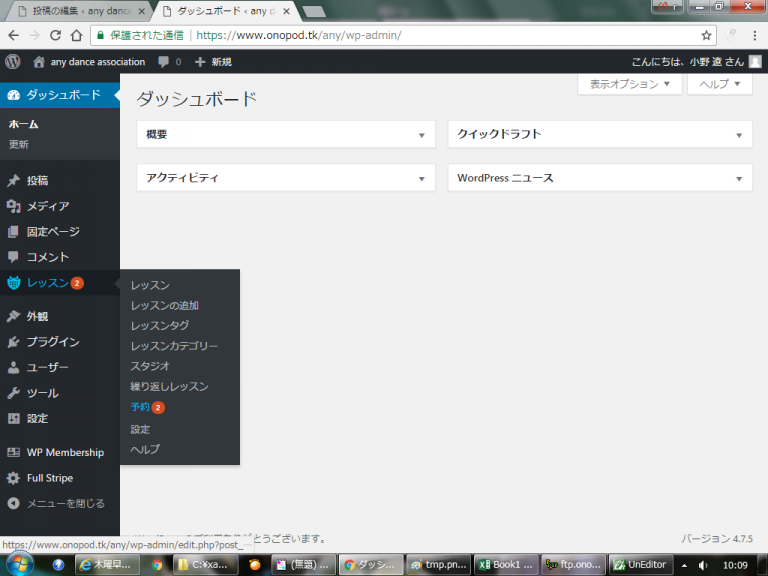 投稿の編集 ‹ any dance
ダッシュボード ‹ any d
保護された通信 | https://www.onopod.tk/any/wp-admin/
any dance association 0 + 新規 こんにちは、小野 遼 さん
表示オプション ▼ ヘルプ ▼
ダッシュボード
ホーム
更新
投稿
メディア
固定ページ
コメント
レッスン 2
外観
プラグイン
ユーザー
ツール
設定
WP Membership
Full Stripe
メニューを閉じる
ダッシュボード
概要
クイックドラフト
アクティビティ
WordPress ニュース
レッスン
レッスンの追加
レッスンタグ
レッスンカテゴリー
スタジオ
繰り返しレッスン
予約 2
設定
ヘルプ
https://www.onopod.tk/any/wp-admin/edit.php?post_...
とうございます。
バージョン 4.7.5
木曜早...
C:¥xa...
(無題) ...
ダッシ...
tmp.pn...
Book1 ...
ftp.ono...
UnEditor
10:09